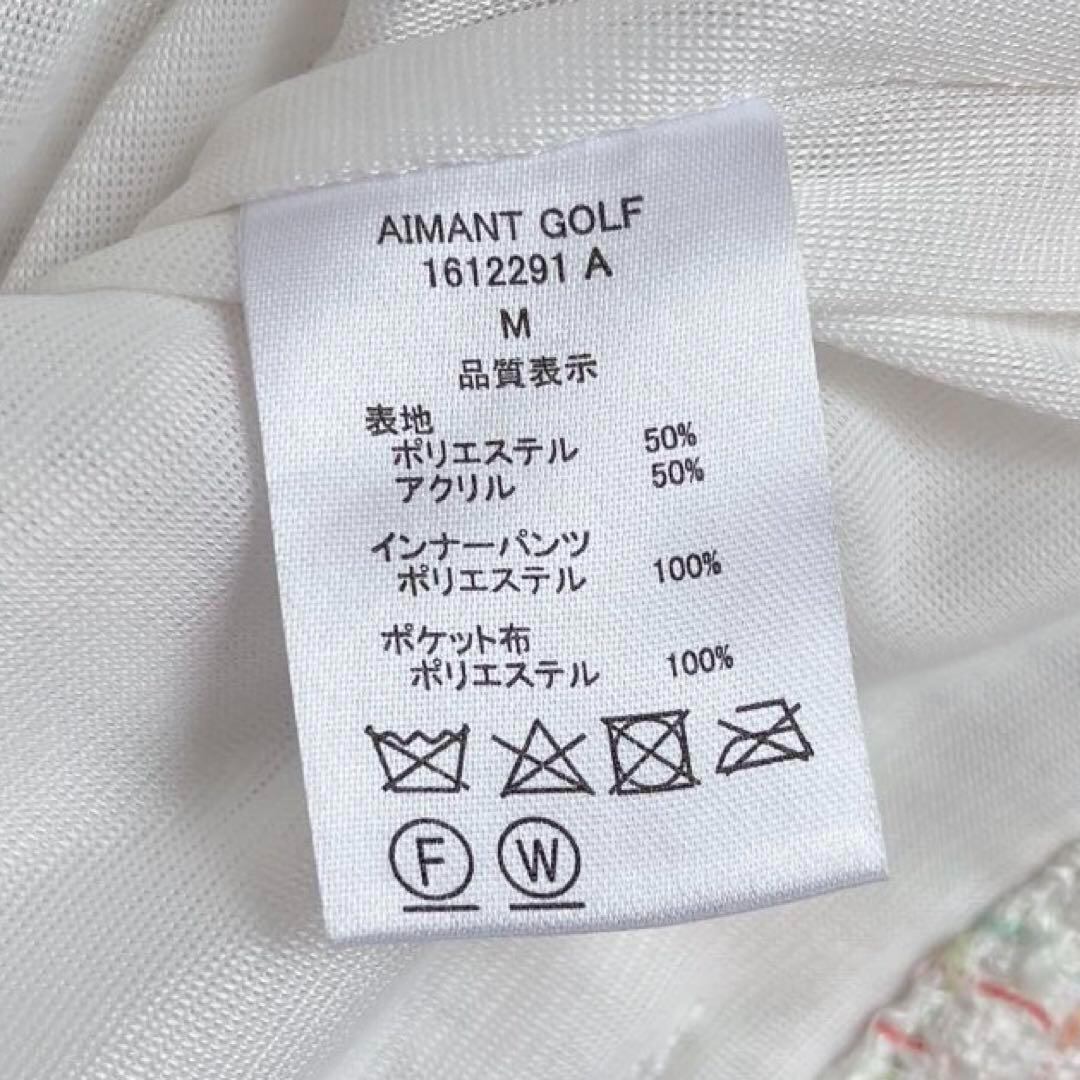 AIMANT GOLF
1612291 A
M
品質表示
表地
ポリエステル 50%
アクリル 50%
インナーパンツ
ポリエステル 100%
ポケット布
ポリエステル 100%
F W